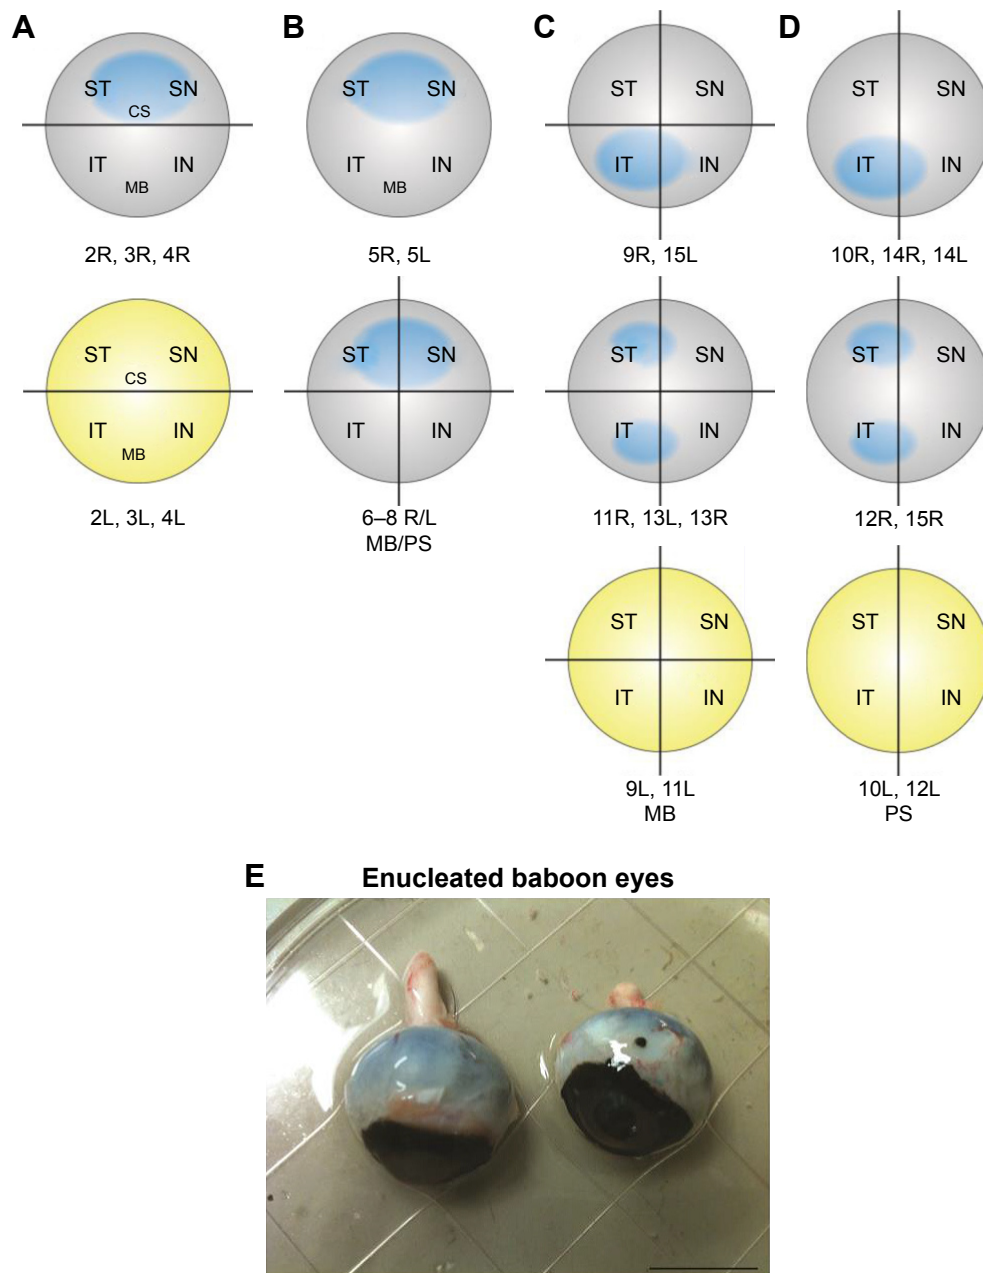 A B C D
ST SN ST SN ST SN ST SN
CS
IT IN IT IN IT IN IT IN
MB MB
2R, 3R, 4R 5R, 5L 9R, 15L 10R, 14R, 14L
ST SN ST SN ST SN ST SN
CS
IT IN IT IN IT IN IT IN
MB
2L, 3L, 4L 6–8 R/L 11R, 13L, 13R 12R, 15R
MB/PS
ST SN ST SN
IT IN IT IN
9L, 11L 10L, 12L
MB PS
E Enucleated baboon eyes